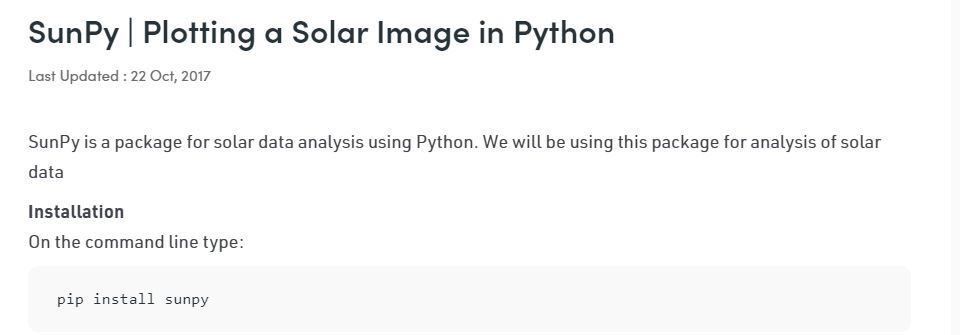 SunPy | Plotting a Solar Image in Python
Last Updated : 22 Oct, 2017
SunPy is a package for solar data analysis using Python. We will be using this package for analysis of solar
data
Installation
On the command line type:
pip install sunpy